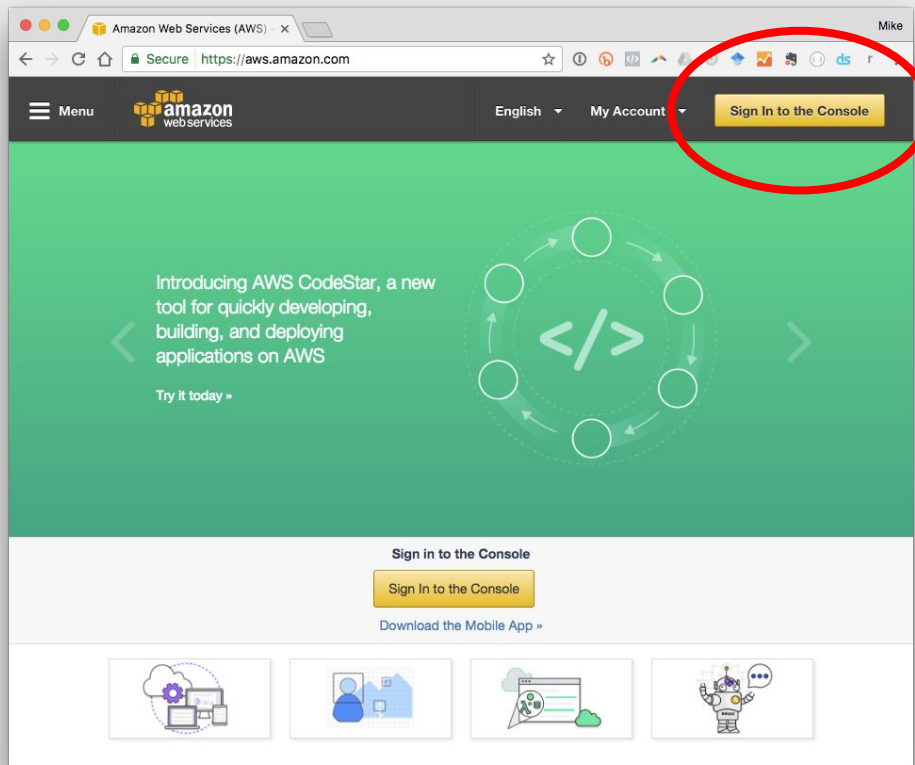 Amazon Web Services (AWS) -
Mike
Secure https://aws.amazon.com
ds r
Menu
amazon
webservices
English
My Account
Sign In to the Console
Introducing AWS CodeStar, a new
tool for quickly developing,
building, and deploying
applications on AWS
Try it today »
</>
Sign in to the Console
Sign In to the Console
Download the Mobile App »